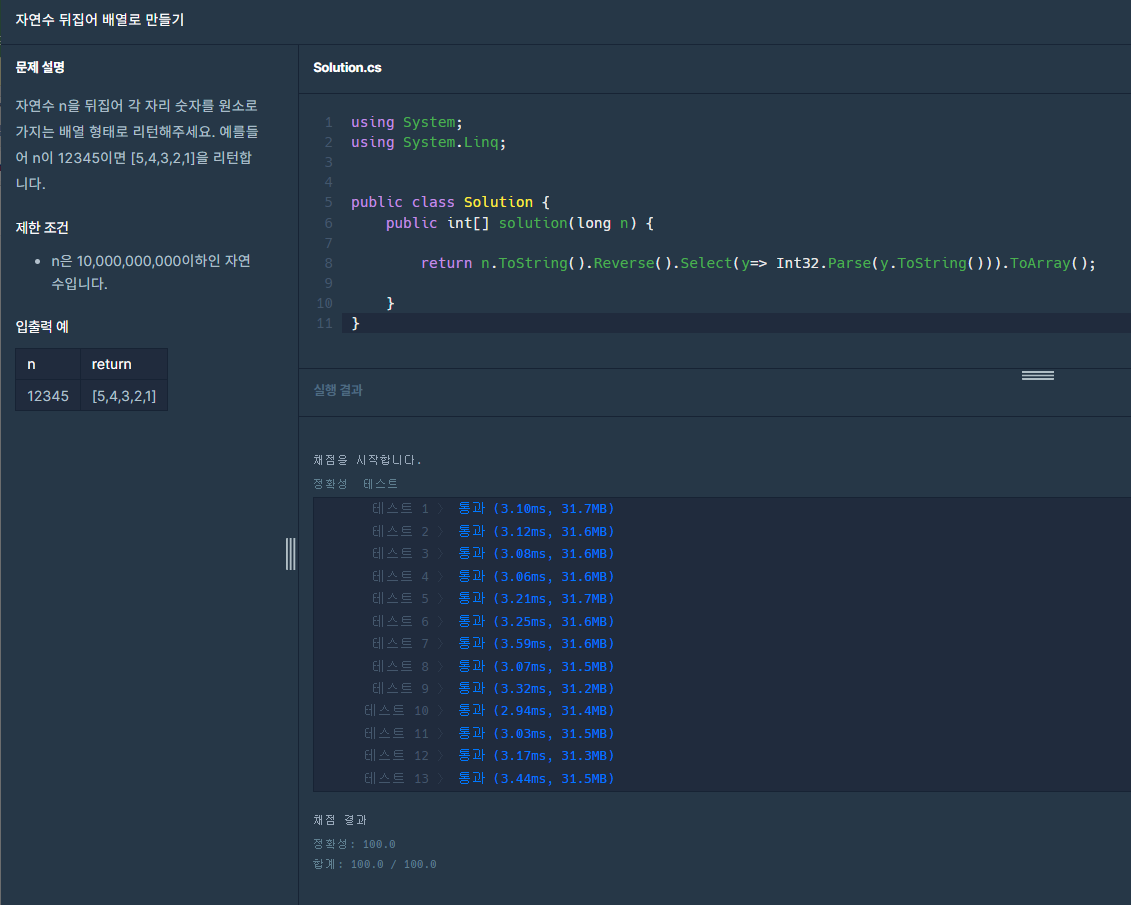 자연수 뒤집어 배열로 만들기
문제 설명
자연수 n을 뒤집어 각 자리 숫자를 원소로
가지는 배열 형태로 리턴해주세요. 예를들
어 n이 12345이면 [5,4,3,2,1]을 리턴합
니다.
제한 조건
• n은 10,000,000,000이하인 자연
수입니다.
입출력 예
n return
12345 [5,4,3,2,1]
Solution.cs
1 using System;
2 using System.Linq;
3
4
5 public class Solution {
6 public int[] solution(long n) {
7
8 return n.ToString().Reverse().Select(y=> Int32.Parse(y.ToString())).ToArray();
9
10 }
11 }
실행 결과
채점을 시작합니다.
정확성 테스트
테스트 1 〉 통과 (3.10ms, 31.7MB)
테스트 2 〉 통과 (3.12ms, 31.6MB)
테스트 3 〉 통과 (3.08ms, 31.6MB)
테스트 4 〉 통과 (3.06ms, 31.6MB)
테스트 5 〉 통과 (3.21ms, 31.7MB)
테스트 6 〉 통과 (3.25ms, 31.6MB)
테스트 7 〉 통과 (3.59ms, 31.6MB)
테스트 8 〉 통과 (3.07ms, 31.5MB)
테스트 9 〉 통과 (3.32ms, 31.2MB)
테스트 10 〉 통과 (2.94ms, 31.4MB)
테스트 11 〉 통과 (3.03ms, 31.5MB)
테스트 12 〉 통과 (3.17ms, 31.3MB)
테스트 13 〉 통과 (3.44ms, 31.5MB)
채점 결과
정확성: 100.0
합계: 100.0 / 100.0